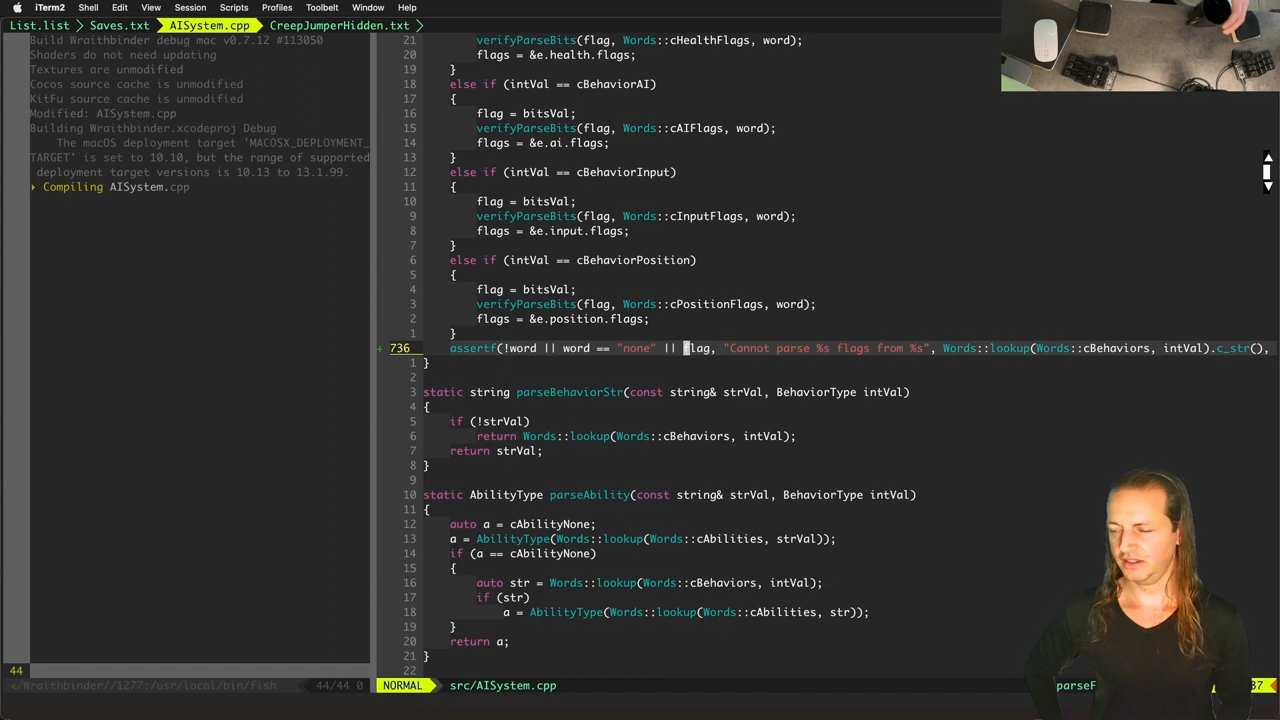 iTerm2 Shell Edit View Session Scripts Profiles Toolbelt Window Help
List.list Saves.txt AISystem.cpp CreepJumperHidden.txt
Build Wraithbinder debug mac v0.7.12 #113050
Shaders do not need updating
Textures are unmodified
Cocos source cache is unmodified
KitFu source cache is unmodified
Modified: AISystem.cpp
Building Wraithbinder.xcodeproj Debug
The macOS deployment target 'MACOSX_DEPLOYMENT_
TARGET' is set to 10.10, but the range of supported
deployment target versions is 10.13 to 13.1.99.
Compiling AISystem.cpp
44
</Wraithbinder//1277:/usr/local/bin/fish 44/44 0
21 verifyParseBits(flag, Words::cHealthFlags, word);
20 flags = &e.health.flags;
19 }
18 else if (intVal == cBehaviorAI)
17 {
16 flag = bitsVal;
15 verifyParseBits(flag, Words::cAIFlags, word);
14 flags = &e.ai.flags;
13 }
12 else if (intVal == cBehaviorInput)
11 {
10 flag = bitsVal;
9 verifyParseBits(flag, Words::cInputFlags, word);
8 flags = &e.input.flags;
7 }
6 else if (intVal == cBehaviorPosition)
5 {
4 flag = bitsVal;
3 verifyParseBits(flag, Words::cPositionFlags, word);
2 flags = &e.position.flags;
1 }
+ 736 assertf(!word || word == "none" || flag, "Cannot parse %s flags from %s", Words::lookup(Words::cBehaviors, intVal).c_str(),
1 }
2
3 static string parseBehaviorStr(const string& strVal, BehaviorType intVal)
4 {
5 if (!strVal)
6 return Words::lookup(Words::cBehaviors, intVal);
7 return strVal;
8 }
9
10 static AbilityType parseAbility(const string& strVal, BehaviorType intVal)
11 {
12 auto a = cAbilityNone;
13 a = AbilityType(Words::lookup(Words::cAbilities, strVal));
14 if (a == cAbilityNone)
15 {
16 auto str = Words::lookup(Words::cBehaviors, intVal);
17 if (str)
18 a = AbilityType(Words::lookup(Words::cAbilities, str));
19 }
20 return a;
21 }
22
NORMAL src/AISystem.cpp parseF 37